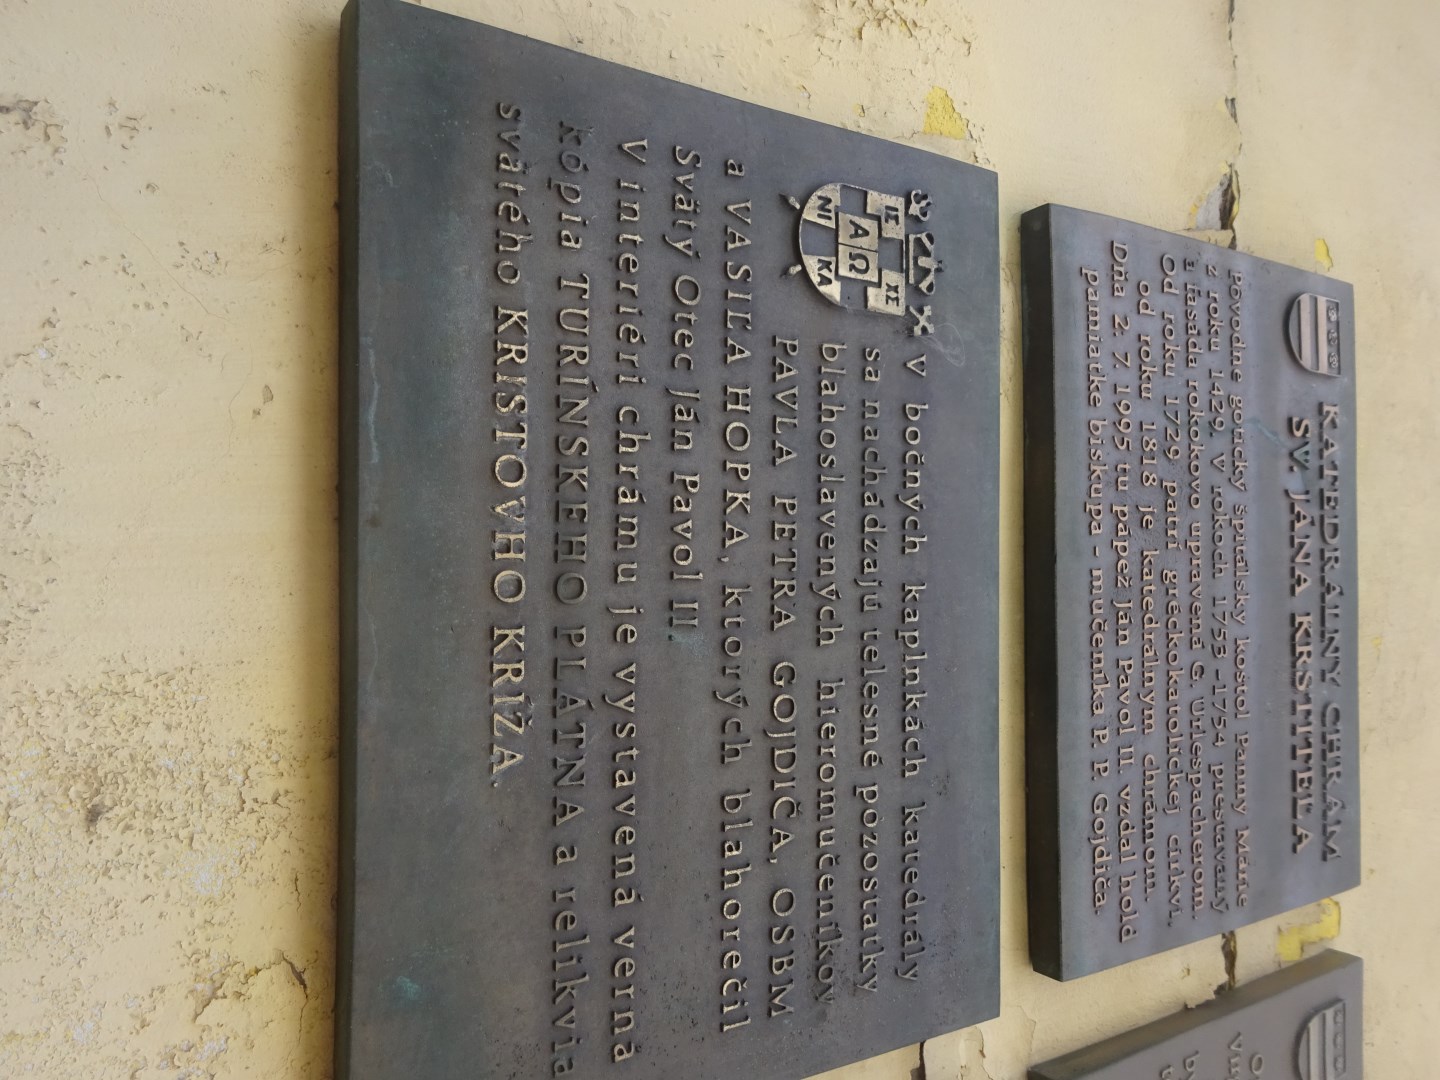 KATEDRÁLNY CHRÁM
SV. JÁNA KRSTITEĽA
pôvodne gotický špitálsky kostol Panny Márie
z roku 1429, v rokoch 1753-1754 prestavaný
i fasáda rokokovo upravená G. Urlespacherom.
Od roku 1729 patrí gréckokatolíckej cirkvi,
od roku 1818 je katedrálnym chrámom.
Dňa 2. 7. 1995 tu pápež Ján Pavol II. vzdal hold
pamiatke biskupa - mučeníka P. P. Gojdiča.
IC XC
A Ω
NI KA
V bočných kaplnkách katedrály
sa nachádzajú telesné pozostatky
blahoslavených hieromučeníkov
PAVLA PETRA GOJDIČA, OSBM
a VASIĽA HOPKA, ktorých blahorečil
Svätý Otec Ján Pavol II.
V interiéri chrámu je vystavená verná
kópia TURÍNSKEHO PLÁTNA a relikvia
svätého KRISTOVHO KRÍŽA.